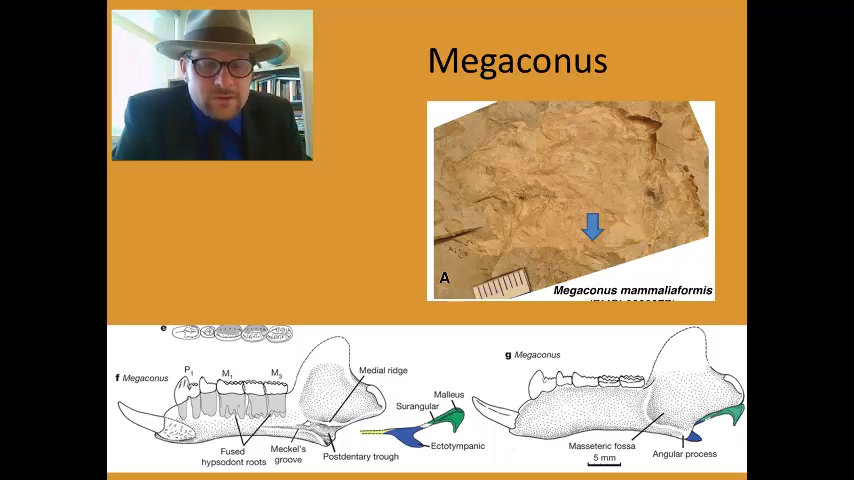 Megaconus
A
Megaconus mammaliaformis
e
f Megaconus
P1
M1
M3
Medial ridge
Malleus
Surangular
Ectotympanic
Fused
hypsodont roots
Meckel's
groove
Postdentary trough
g Megaconus
Masseteric fossa
5 mm
Angular process